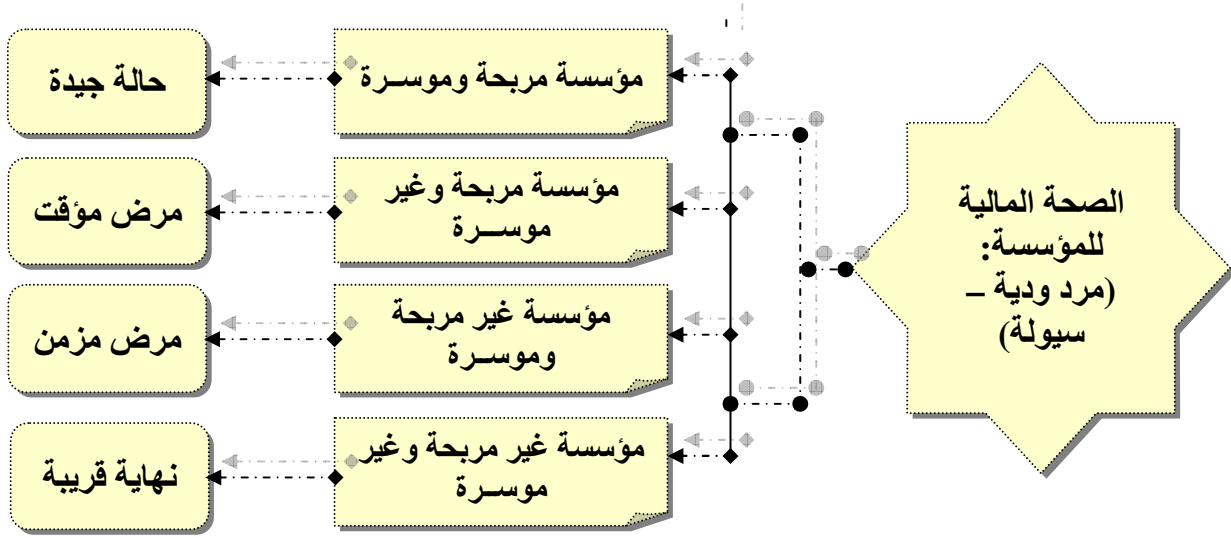 الصحة المالية
للمؤسسة:
(مرد ودية –
سيولة)
مؤسسة مربحة وموسـرة
حالة جيدة
مؤسسة مربحة وغير
موســرة
مرض مؤقت
مؤسسة غير مربحة
وموسـرة
مرض مزمن
مؤسسة غير مربحة وغير
موسـرة
نهاية قريبة